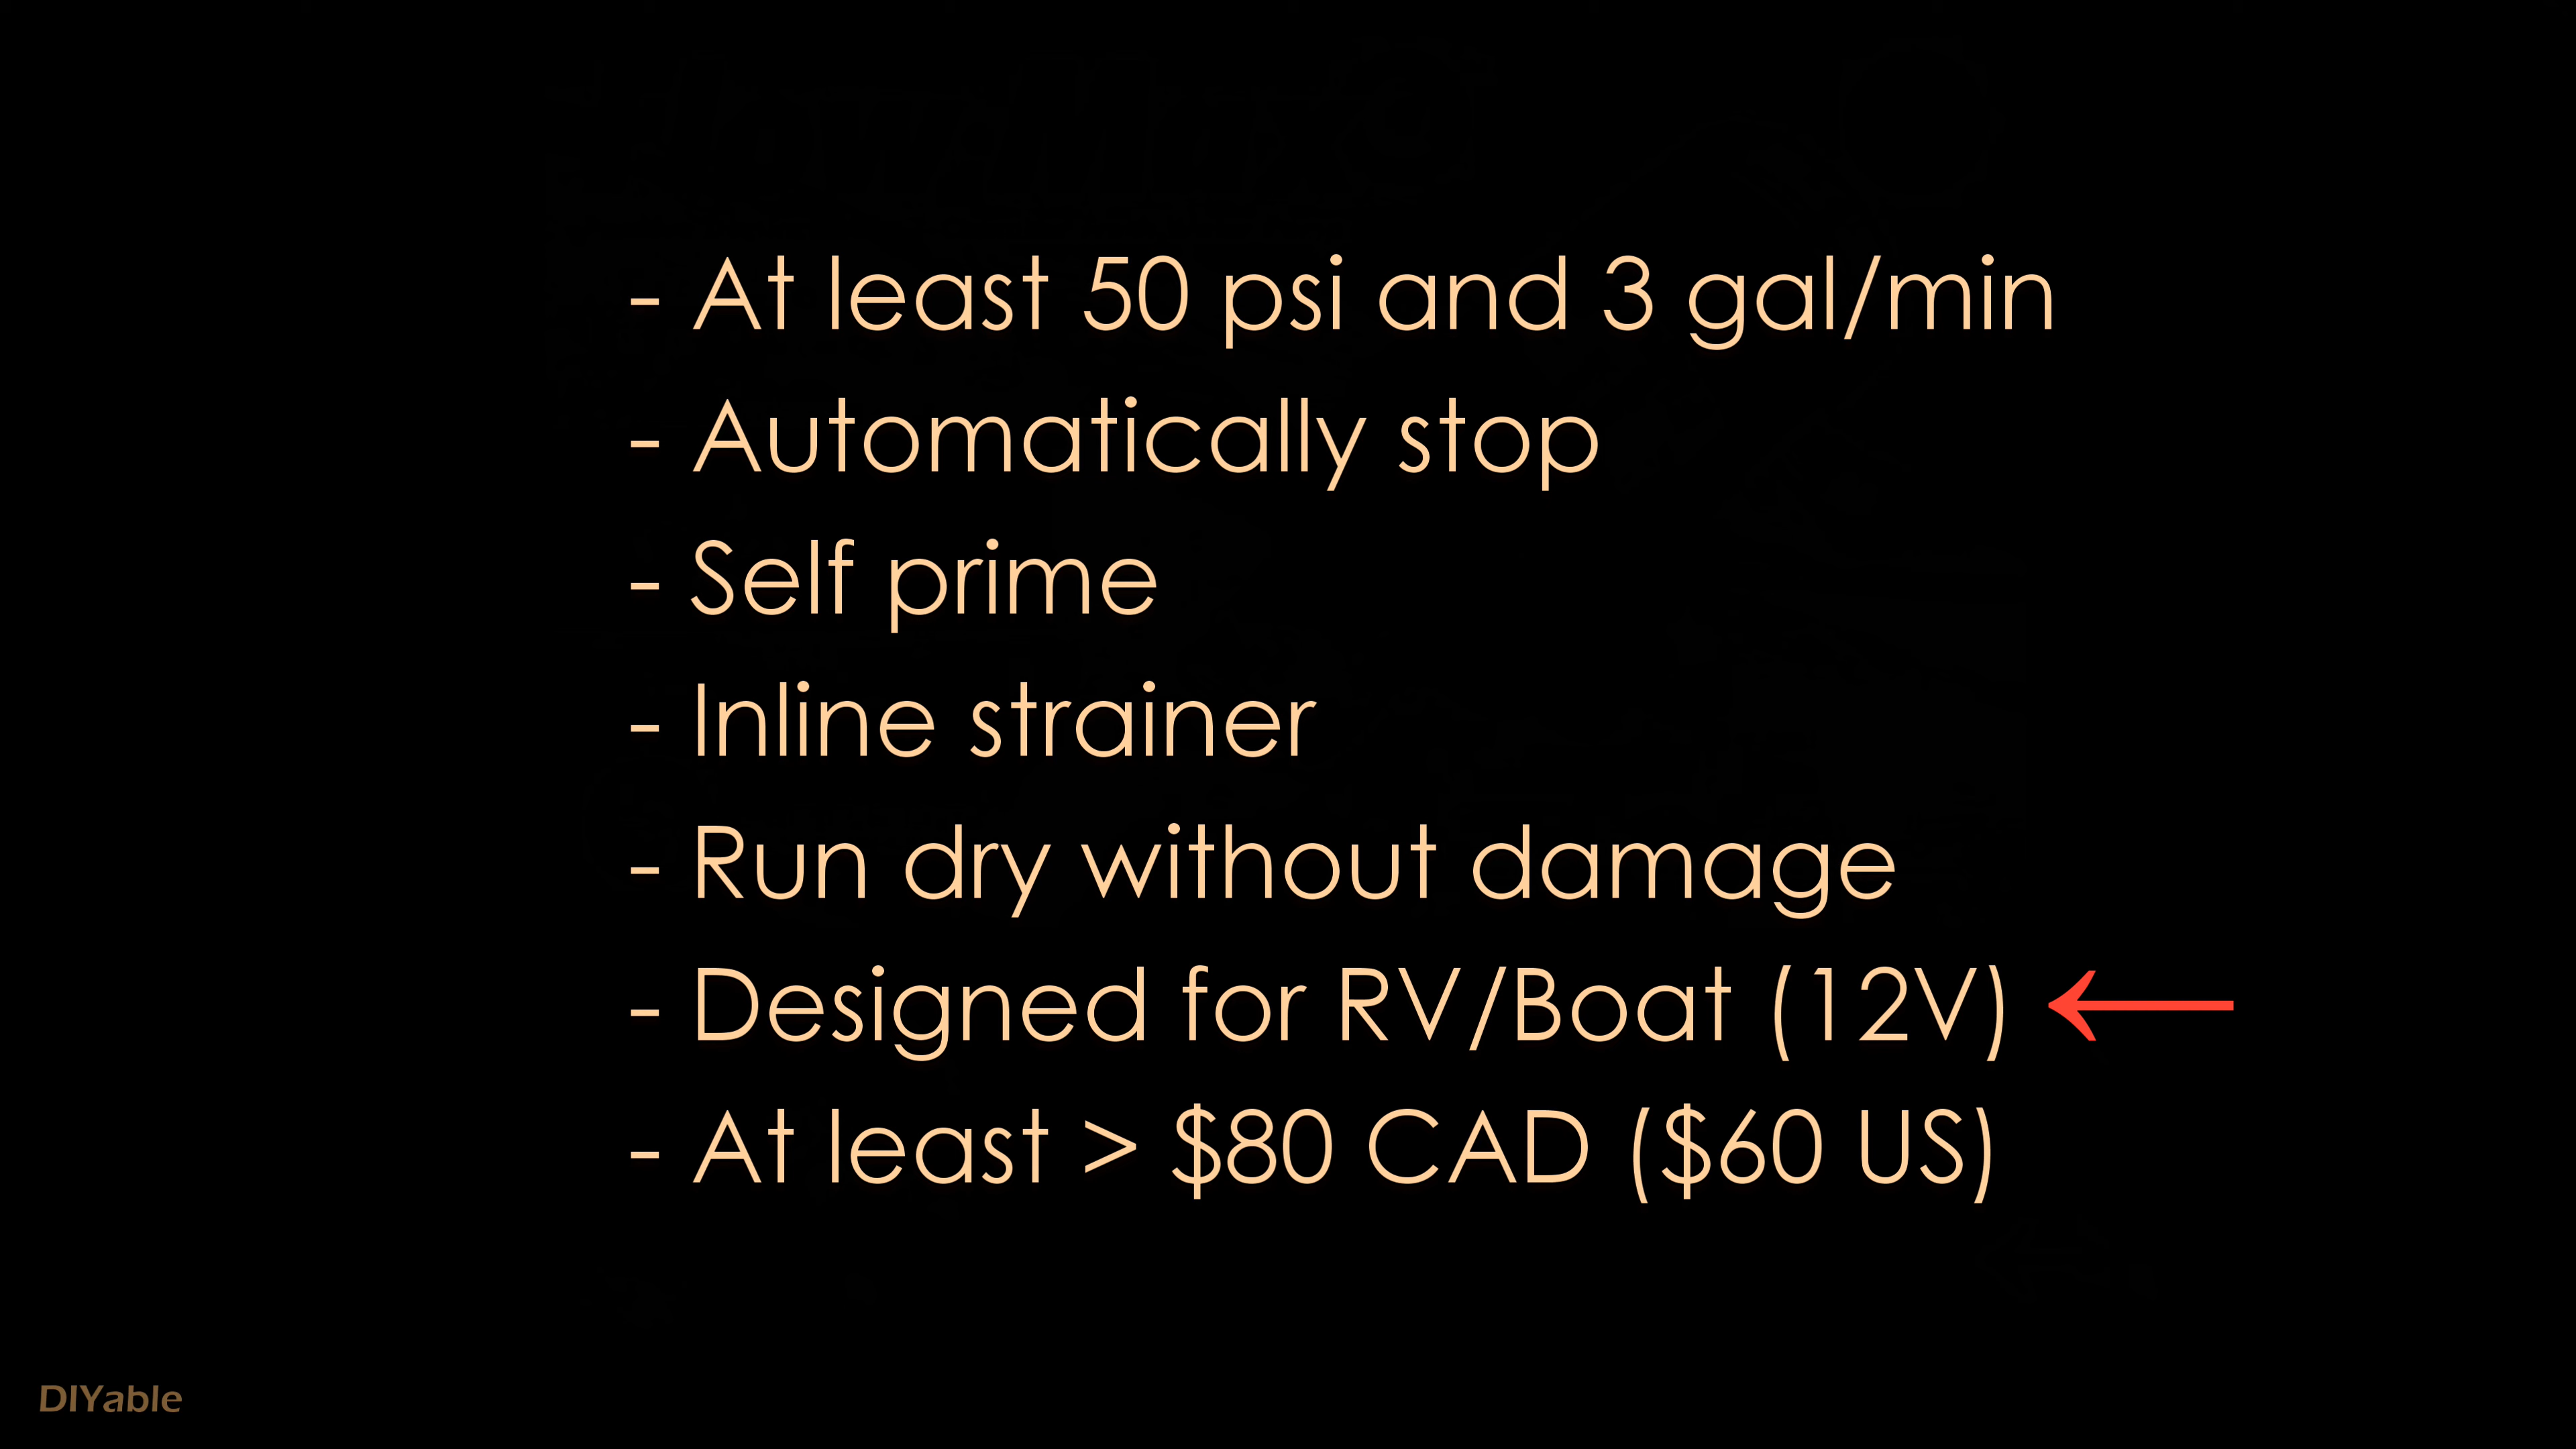 - At least 50 psi and 3 gal/min
- Automatically stop
- Self prime
- Inline strainer
- Run dry without damage
- Designed for RV/Boat (12V)
- At least > $80 CAD ($60 US)
DIYable